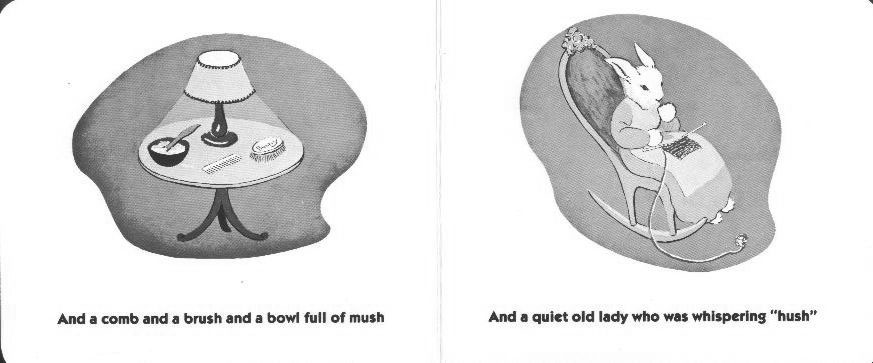 And a comb and a brush and a bowl full of mush
And a quiet old lady who was whispering "hush"